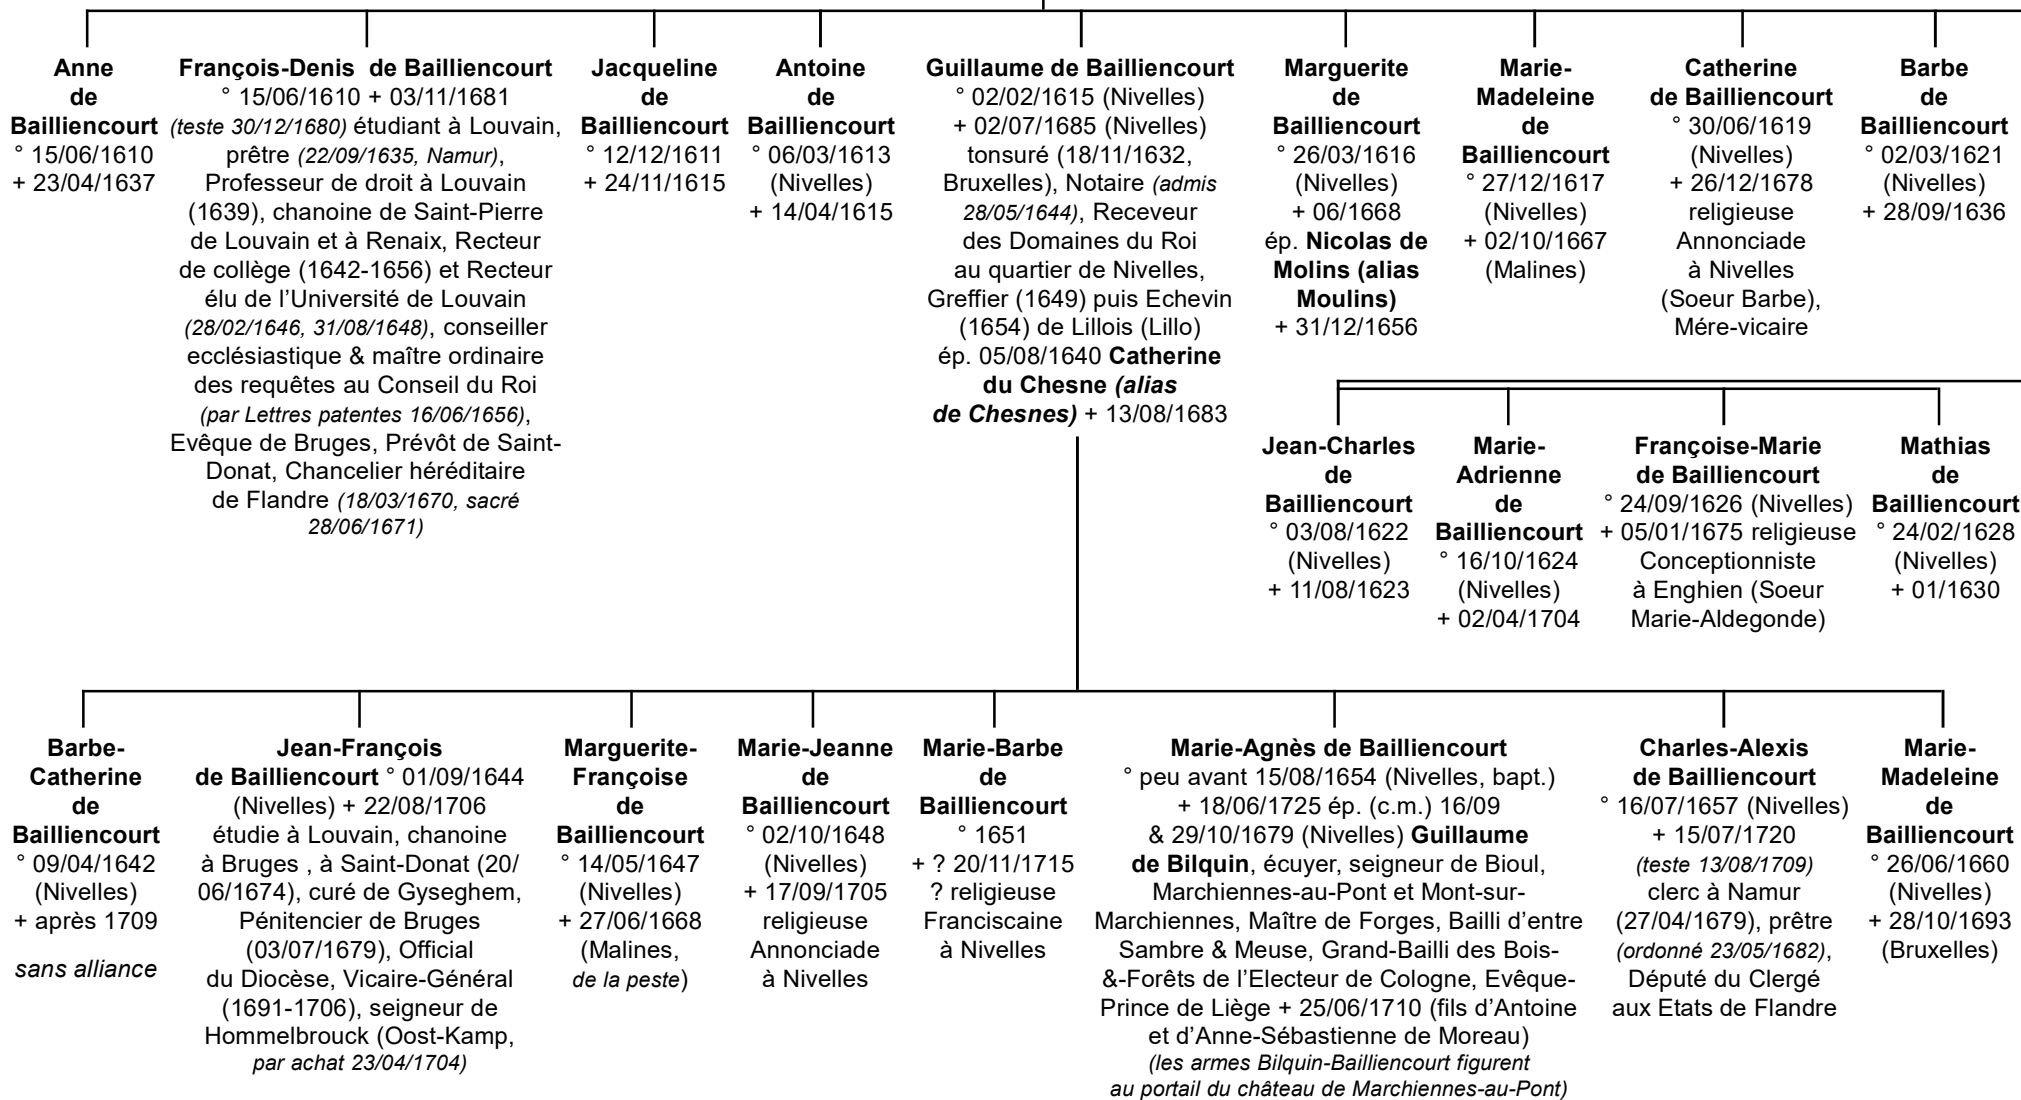 Anne
de
Bailliencourt
° 15/06/1610
+ 23/04/1637
François-Denis de Bailliencourt
° 15/06/1610 + 03/11/1681
(teste 30/12/1680) étudiant à Louvain,
prêtre (22/09/1635, Namur),
Professeur de droit à Louvain
(1639), chanoine de Saint-Pierre
de Louvain et à Renaix, Recteur
de collège (1642-1656) et Recteur
élu de l’Université de Louvain
(28/02/1646, 31/08/1648), conseiller
ecclésiastique & maître ordinaire
des requêtes au Conseil du Roi
(par Lettres patentes 16/06/1656),
Evêque de Bruges, Prévôt de Saint-
Donat, Chancelier héréditaire
de Flandre (18/03/1670, sacré
28/06/1671)
Jacqueline
de
Bailliencourt
° 12/12/1611
+ 24/11/1615
Antoine
de
Bailliencourt
° 06/03/1613
(Nivelles)
+ 14/04/1615
Guillaume de Bailliencourt
° 02/02/1615 (Nivelles)
+ 02/07/1685 (Nivelles)
tonsuré (18/11/1632,
Bruxelles), Notaire (admis
28/05/1644), Receveur
des Domaines du Roi
au quartier de Nivelles,
Greffier (1649) puis Echevin
(1654) de Lillois (Lillo)
ép. 05/08/1640 Catherine
du Chesne (alias
de Chesnes) + 13/08/1683
Marguerite
de
Bailliencourt
° 26/03/1616
(Nivelles)
+ 06/1668
ép. Nicolas de
Molins (alias
Moulins)
+ 31/12/1656
Marie-
Madeleine
de
Bailliencourt
° 27/12/1617
(Nivelles)
+ 02/10/1667
(Malines)
Catherine
de Bailliencourt
° 30/06/1619
(Nivelles)
+ 26/12/1678
religieuse
Annonciade
à Nivelles
(Soeur Barbe),
Mére-vicaire
Barbe
de
Bailliencourt
° 02/03/1621
(Nivelles)
+ 28/09/1636
Jean-Charles
de
Bailliencourt
° 03/08/1622
(Nivelles)
+ 11/08/1623
Marie-
Adrienne
de
Bailliencourt
° 16/10/1624
(Nivelles)
+ 02/04/1704
Françoise-Marie
de Bailliencourt
° 24/09/1626 (Nivelles)
+ 05/01/1675 religieuse
Conceptionniste
à Enghien (Soeur
Marie-Aldegonde)
Mathias
de
Bailliencourt
° 24/02/1628
(Nivelles)
+ 01/1630
Barbe-
Catherine
de
Bailliencourt
° 09/04/1642
(Nivelles)
+ après 1709
sans alliance
Jean-François
de Bailliencourt ° 01/09/1644
(Nivelles) + 22/08/1706
étudie à Louvain, chanoine
à Bruges , à Saint-Donat (20/
06/1674), curé de Gyseghem,
Pénitencier de Bruges
(03/07/1679), Official
du Diocèse, Vicaire-Général
(1691-1706), seigneur de
Hommelbrouck (Oost-Kamp,
par achat 23/04/1704)
Marguerite-
Françoise
de
Bailliencourt
° 14/05/1647
(Nivelles)
+ 27/06/1668
(Malines,
de la peste)
Marie-Jeanne
de
Bailliencourt
° 02/10/1648
(Nivelles)
+ 17/09/1705
religieuse
Annonciade
à Nivelles
Marie-Barbe
de
Bailliencourt
° 1651
+ ? 20/11/1715
? religieuse
Franciscaine
à Nivelles
Marie-Agnès de Bailliencourt
° peu avant 15/08/1654 (Nivelles, bapt.)
+ 18/06/1725 ép. (c.m.) 16/09
& 29/10/1679 (Nivelles) Guillaume
de Bilquin, écuyer, seigneur de Bioul,
Marchiennes-au-Pont et Mont-sur-
Marchiennes, Maître de Forges, Bailli d’entre
Sambre & Meuse, Grand-Bailli des Bois-
&-Forêts de l’Electeur de Cologne, Evêque-
Prince de Liège + 25/06/1710 (fils d’Antoine
et d’Anne-Sébastienne de Moreau)
(les armes Bilquin-Bailliencourt figurent
au portail du château de Marchiennes-au-Pont)
Charles-Alexis
de Bailliencourt
° 16/07/1657 (Nivelles)
+ 15/07/1720
(teste 13/08/1709)
clerc à Namur
(27/04/1679), prêtre
(ordonné 23/05/1682),
Député du Clergé
aux Etats de Flandre
Marie-
Madeleine
de
Bailliencourt
° 26/06/1660
(Nivelles)
+ 28/10/1693
(Bruxelles)